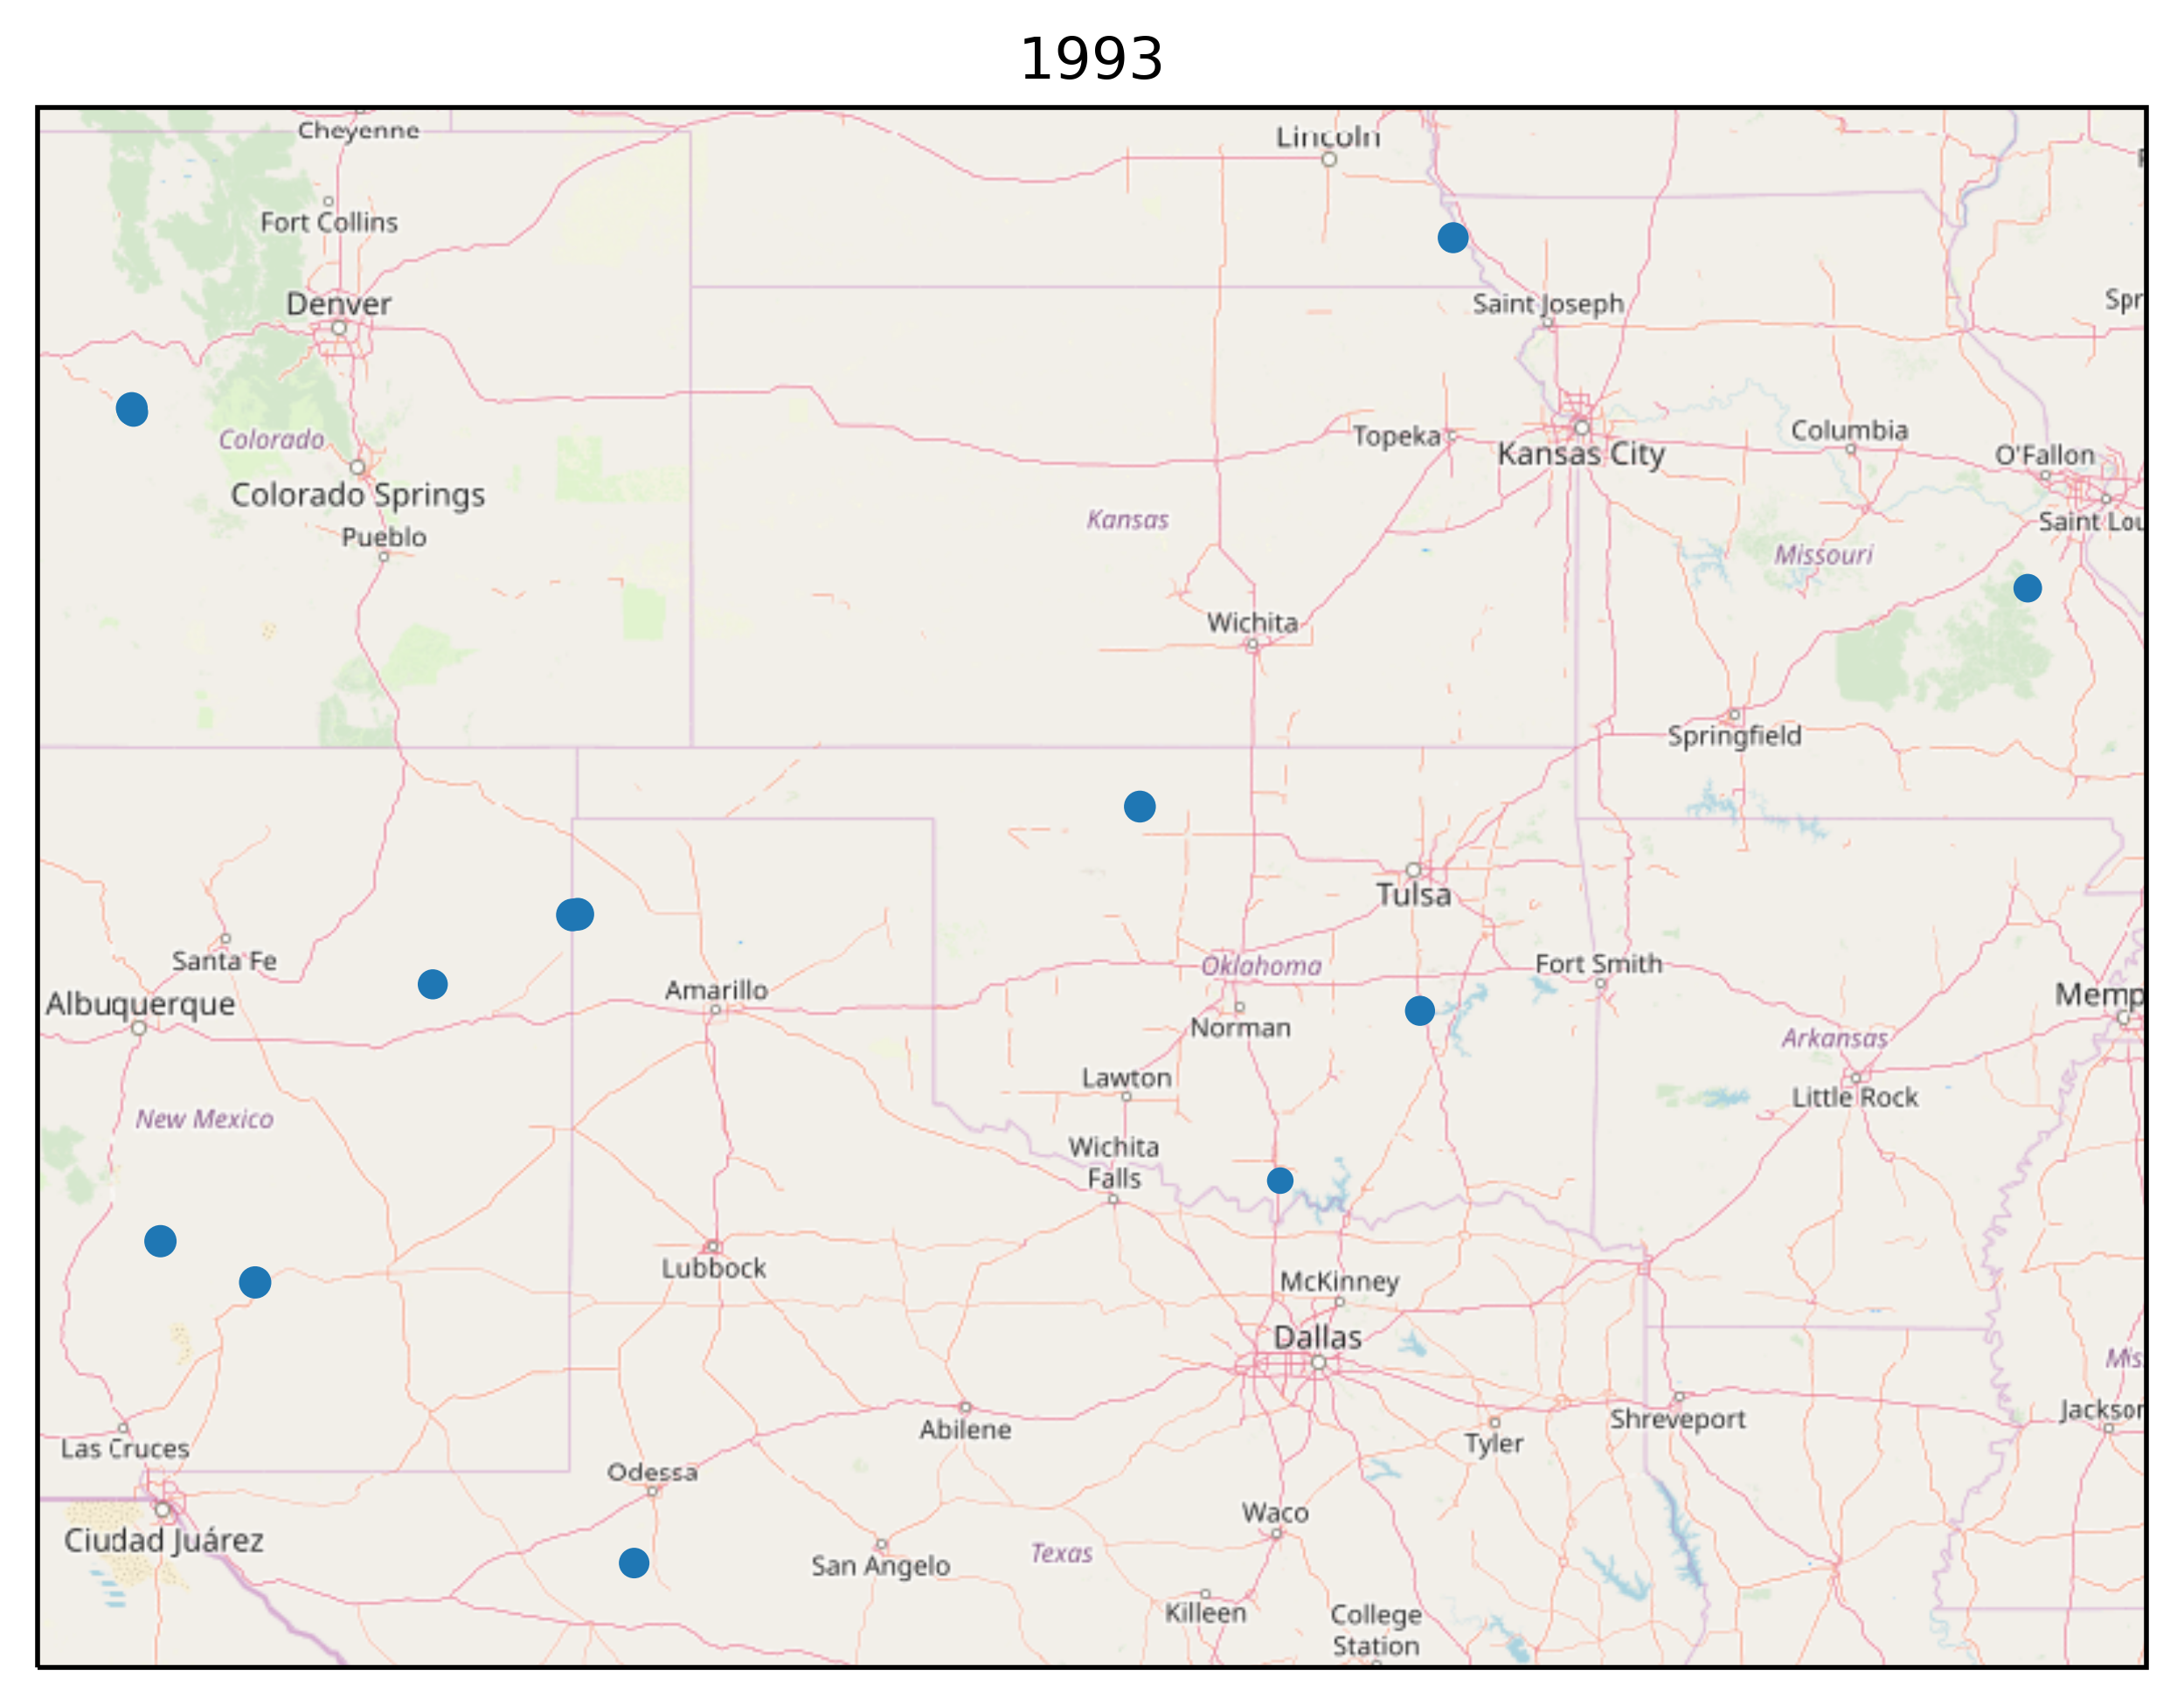 1993
Cheyenne
Lincoln
Fort Collins
Denver
Saint Joseph
Spr
Colorado
Topeka
Kansas City
Columbia
O'Fallon
Colorado Springs
Pueblo
Kansas
Saint Lou
Missouri
Wichita
Springfield
Tulsa
Santa Fe
Oklahoma
Fort Smith
Albuquerque
Amarillo
Memp
Norman
Arkansas
Lawton
Little Rock
New Mexico
Wichita
Falls
Lubbock
McKinney
Dallas
Mis
Abilene
Shreveport
Jackson
Las Cruces
Tyler
Odessa
Waco
Ciudad Juárez
San Angelo
Texas
Killeen
College
Station